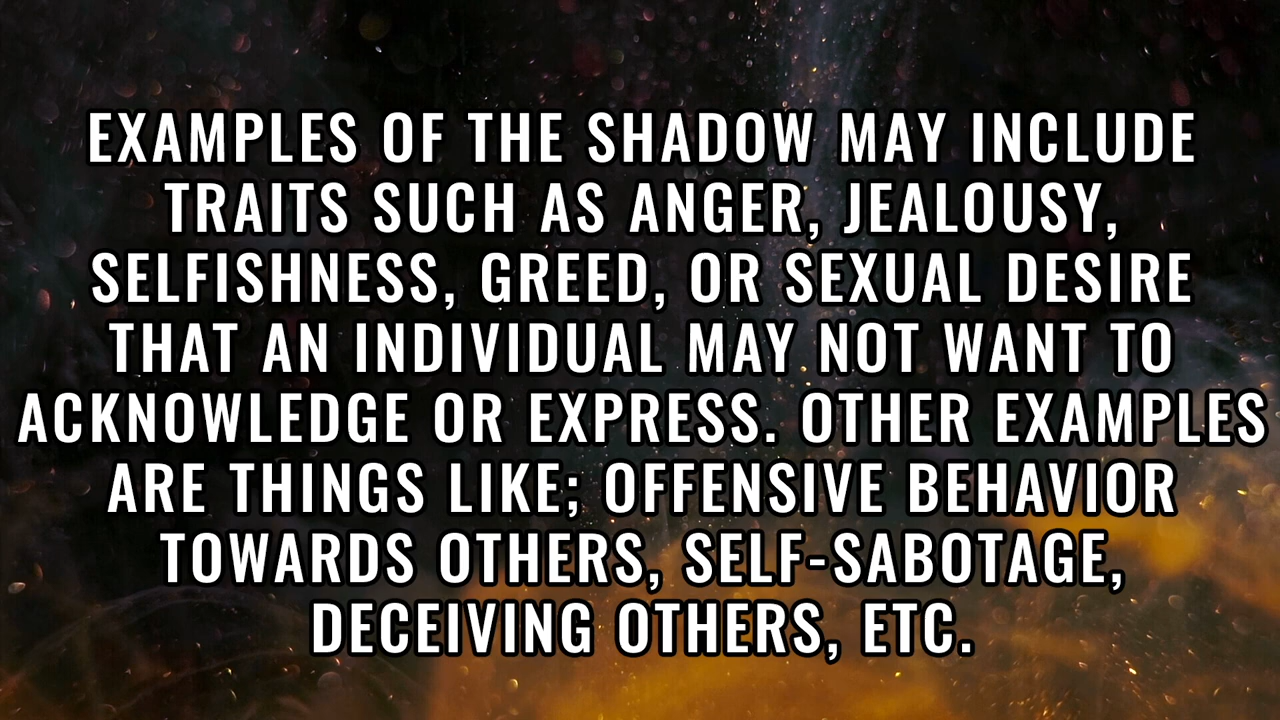 EXAMPLES OF THE SHADOW MAY INCLUDE
TRAITS SUCH AS ANGER, JEALOUSY,
SELFISHNESS, GREED, OR SEXUAL DESIRE
THAT AN INDIVIDUAL MAY NOT WANT TO
ACKNOWLEDGE OR EXPRESS. OTHER EXAMPLES
ARE THINGS LIKE; OFFENSIVE BEHAVIOR
TOWARDS OTHERS, SELF-SABOTAGE,
DECEIVING OTHERS, ETC.